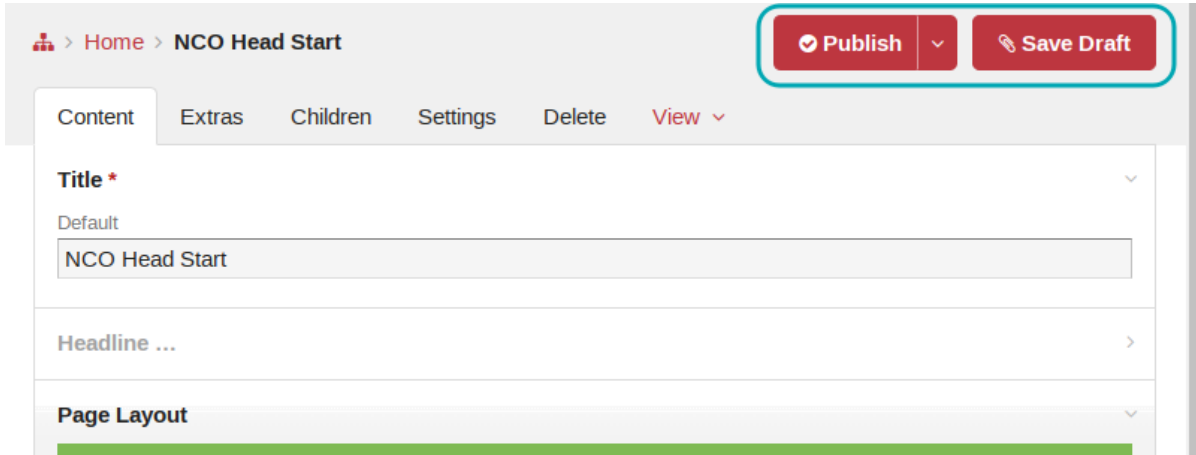 > Home > NCO Head Start
Publish
Save Draft
Content Extras Children Settings Delete View
Title *
Default
NCO Head Start
Headline ...
Page Layout